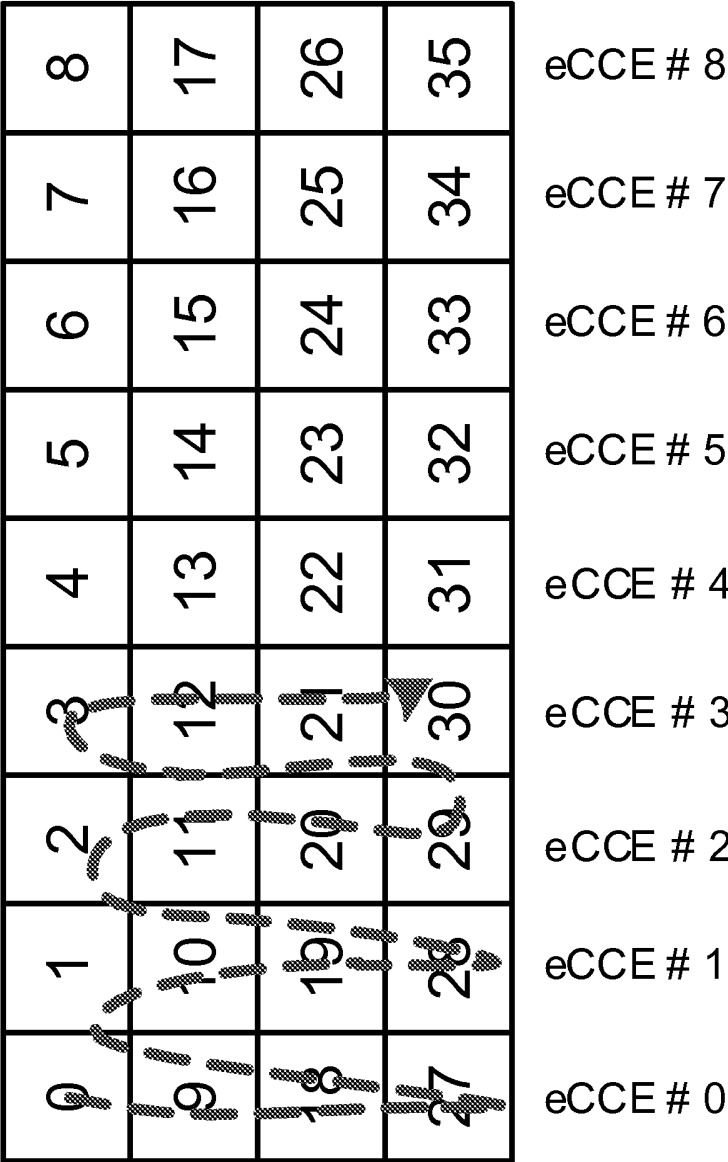 8 17 26 35 eCCE # 8
7 16 25 34 eCCE # 7
6 15 24 33 eCCE # 6
5 14 23 32 eCCE # 5
4 13 22 31 eCCE # 4
3 12 21 30 eCCE # 3
2 11 20 29 eCCE # 2
1 10 19 28 eCCE # 1
0 9 18 27 eCCE # 0